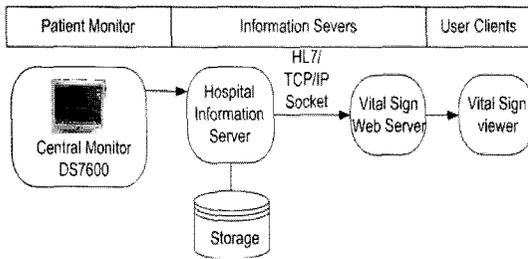 Patient Monitor
Information Severs
User Clients
HL7/
TCP/IP
Socket
Central Monitor
DS7600
Hospital
Information
Server
Vital Sign
Web Server
Vital Sign
viewer
Storage